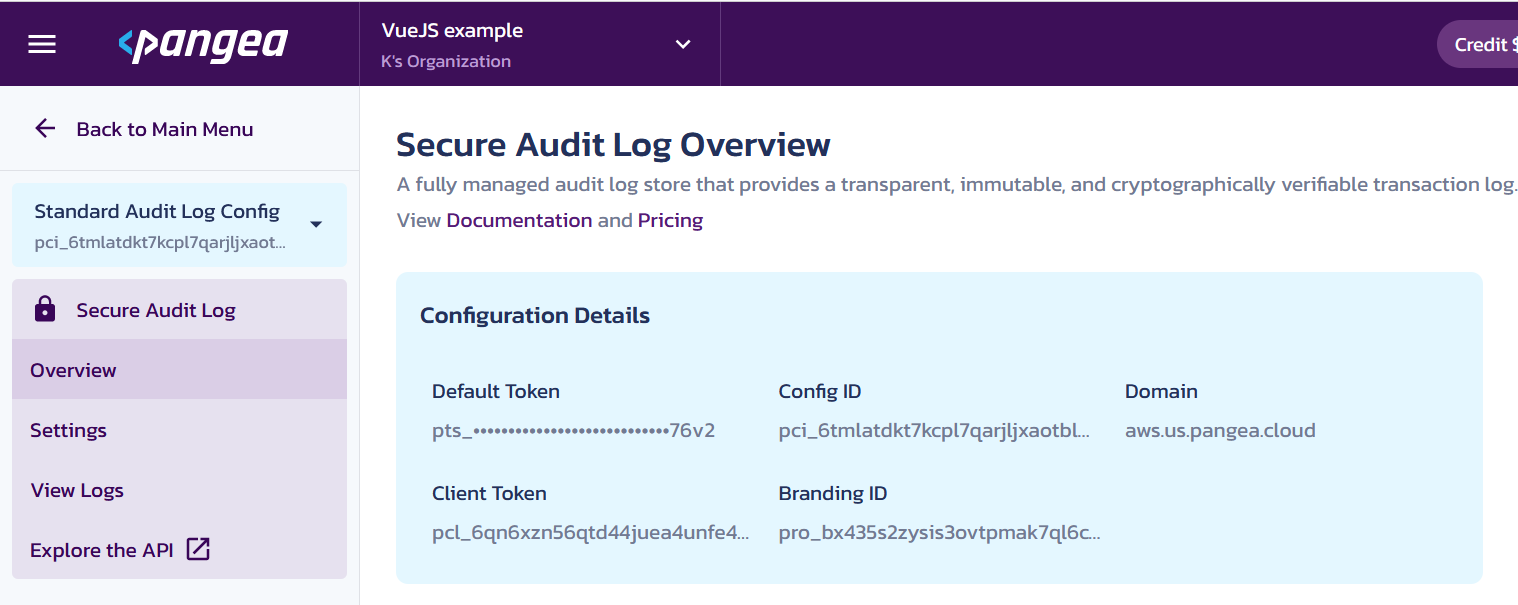 pangea
VueJS example
K's Organization
Credit $
Back to Main Menu
Standard Audit Log Config
pci_6tmlatdkt7kcpl7qarjljxaot...
Secure Audit Log
Overview
Settings
View Logs
Explore the API
Secure Audit Log Overview
A fully managed audit log store that provides a transparent, immutable, and cryptographically verifiable transaction log.
View Documentation and Pricing
Configuration Details
Default Token
pts_••••••••••••••••••••••••••••76v2
Config ID
pci_6tmlatdkt7kcpl7qarjljxaotbl...
Domain
aws.us.pangea.cloud
Client Token
pcl_6qn6xzn56qtd44juea4unfe4...
Branding ID
pro_bx435s2zysis3ovtpmak7ql6c...